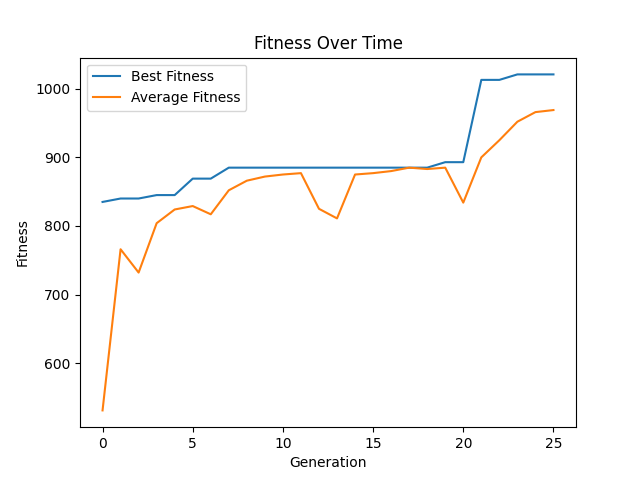 Fitness Over Time
Best Fitness
Average Fitness
1000
900
800
700
600
Fitness
0 5 10 15 20 25
Generation